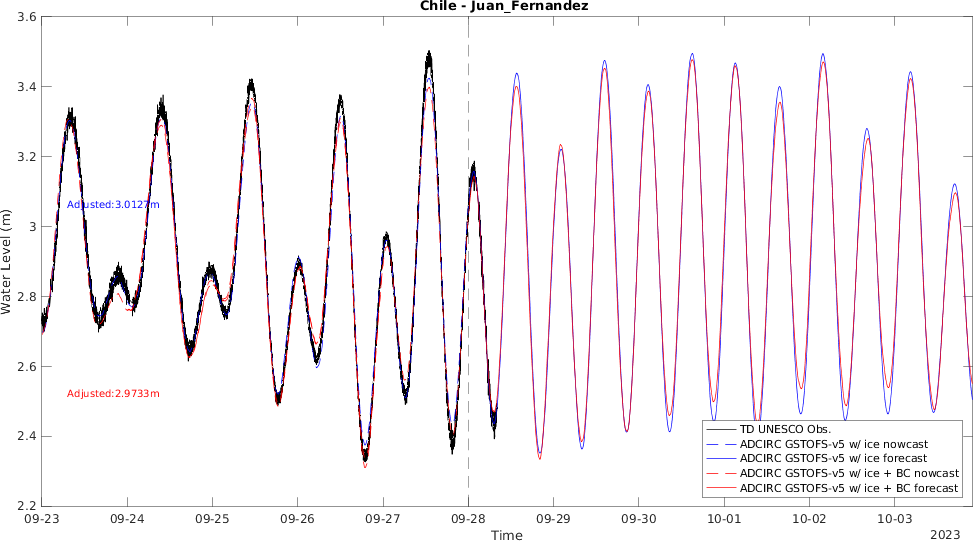 Chile - Juan_Fernandez
3.6
3.4
3.2
3
2.8
2.6
2.4
2.2
Water Level (m)
Adjusted:3.0127m
Adjusted:2.9733m
TD UNESCO Obs.
ADCIRC GSTOFS-v5 w/ ice nowcast
ADCIRC GSTOFS-v5 w/ ice forecast
ADCIRC GSTOFS-v5 w/ ice + BC nowcast
ADCIRC GSTOFS-v5 w/ ice + BC forecast
09-23 09-24 09-25 09-26 09-27 09-28 09-29 09-30 10-01 10-02 10-03
Time
2023